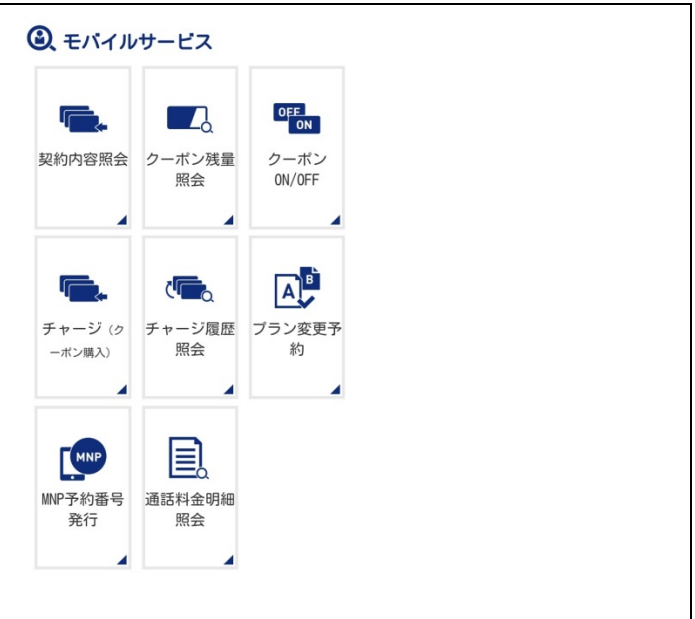 モバイルサービス
契約内容照会
クーポン残量
照会
OFF
ON
クーポン
ON/OFF
チャージ（ク
ーポン購入）
チャージ履歴
照会
A
B
プラン変更予
約
MNP
MNP予約番号
発行
通話料金明細
照会